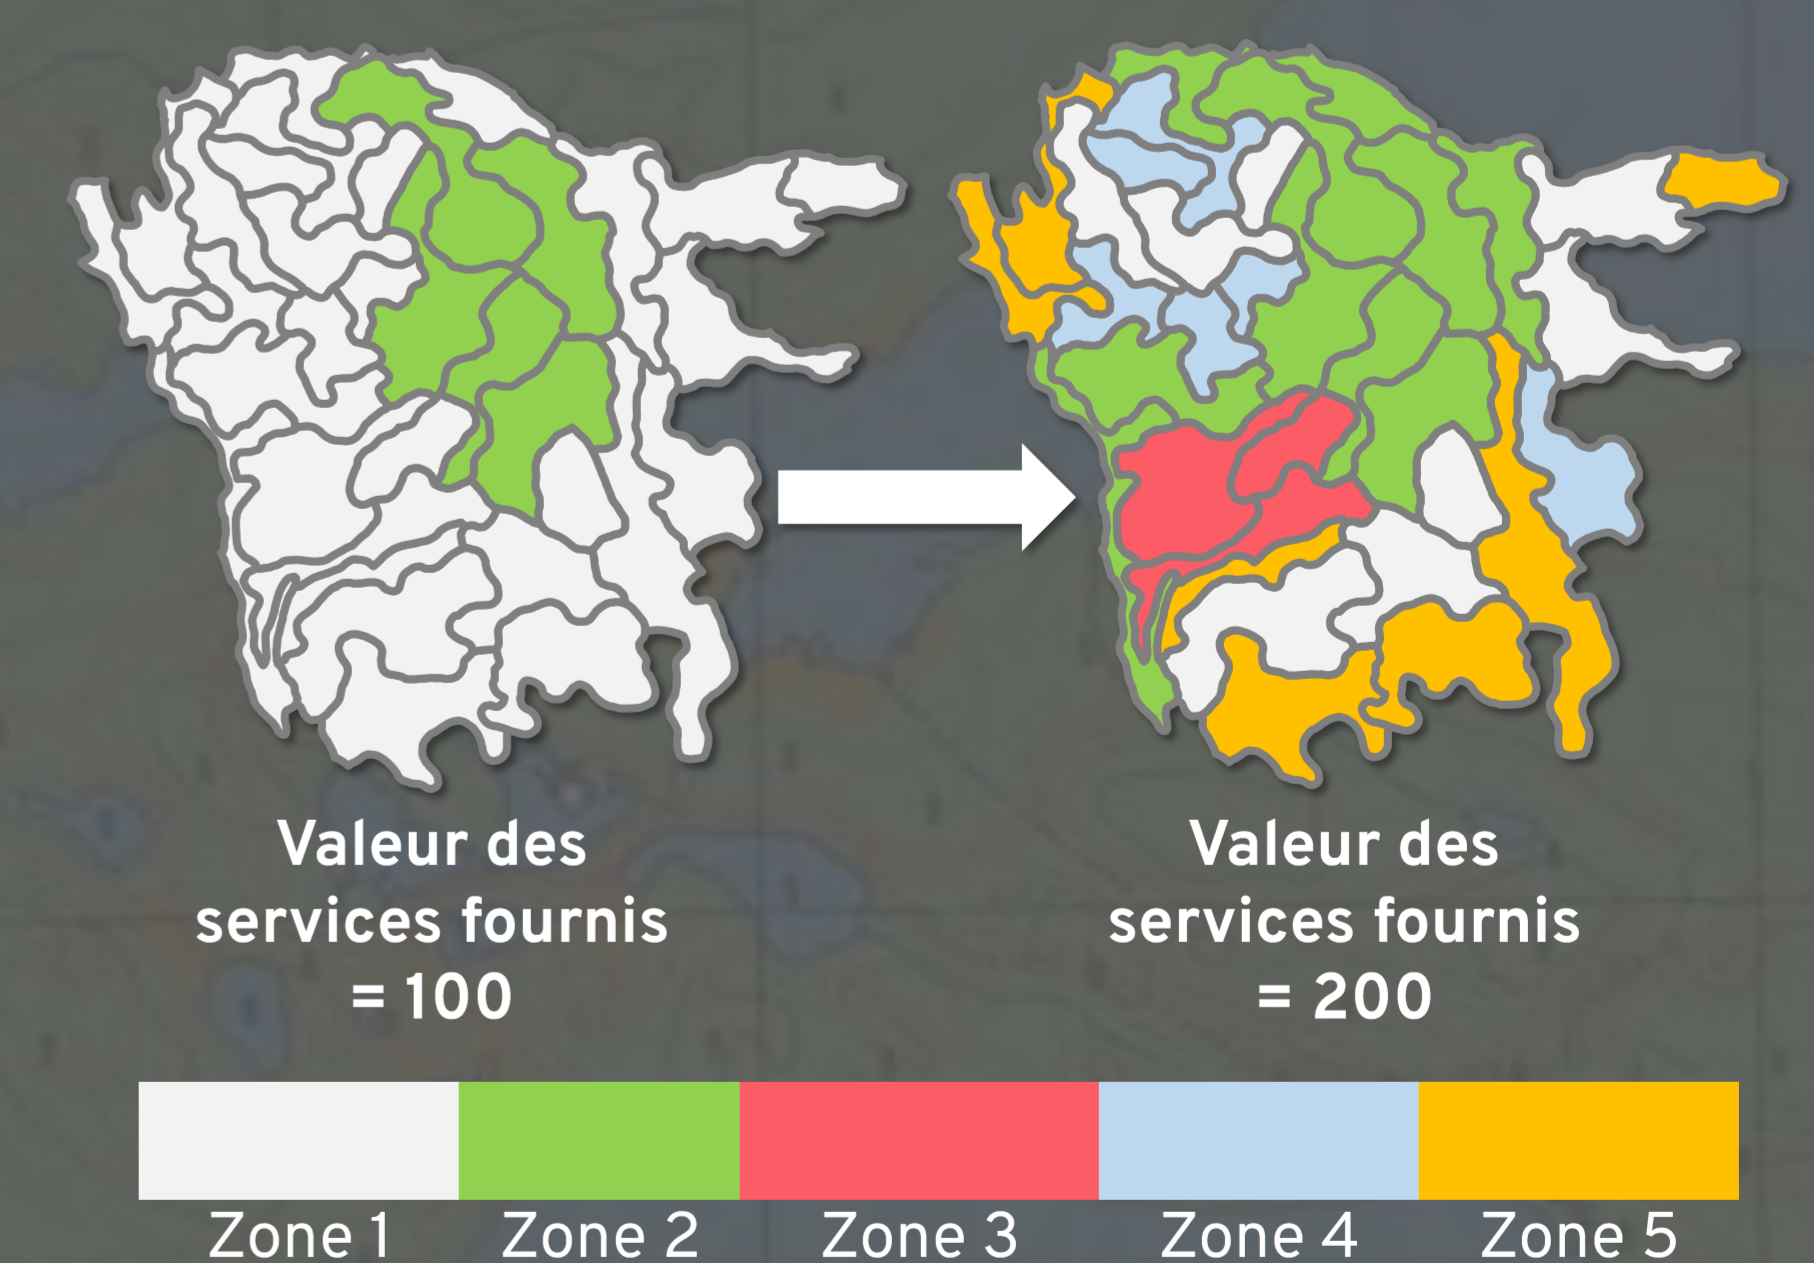 Valeur des
services fournis
= 100
Valeur des
services fournis
= 200
Zone 1
Zone 2
Zone 3
Zone 4
Zone 5